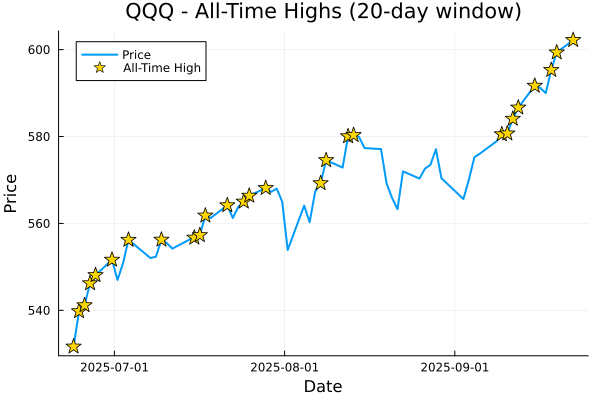 QQQ - All-Time Highs (20-day window)
Price
All-Time High
600
580
560
540
Price
2025-07-01
2025-08-01
2025-09-01
Date